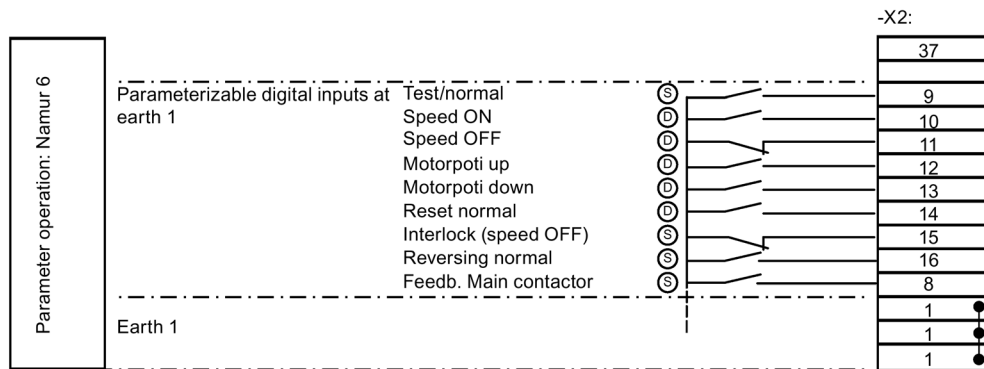 -X2:
37
Parameter operation: Namur 6
Parameterizable digital inputs at Test/normal S 9
earth 1 Speed ON D 10
Speed OFF D 11
Motorpoti up D 12
Motorpoti down D 13
Reset normal D 14
Interlock (speed OFF) S 15
Reversing normal S 16
Feedb. Main contactor S 8
1
Earth 1 1
1